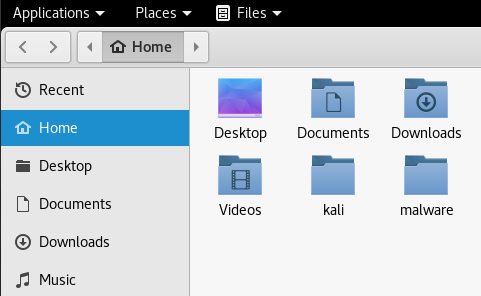 Applications Places Files
Home
Recent
Home
Desktop
Documents
Downloads
Music
Desktop Documents Downloads
Videos kali malware